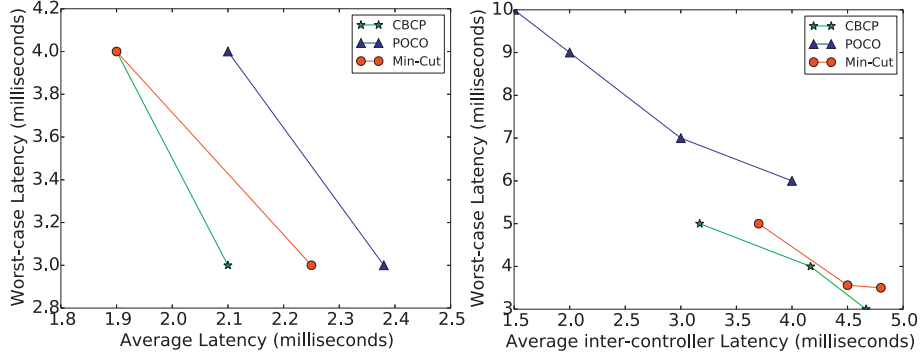 4.2
4.0
3.8
3.6
3.4
3.2
3.0
2.8
Worst-case Latency (milliseconds)
1.8 1.9 2.0 2.1 2.2 2.3 2.4 2.5
Average Latency (milliseconds)
CBCP
POCO
Min-Cut
10
9
8
7
6
5
4
3
Worst-case Latency (milliseconds)
1.5 2.0 2.5 3.0 3.5 4.0 4.5 5.0
Average inter-controller Latency (milliseconds)
CBCP
POCO
Min-Cut